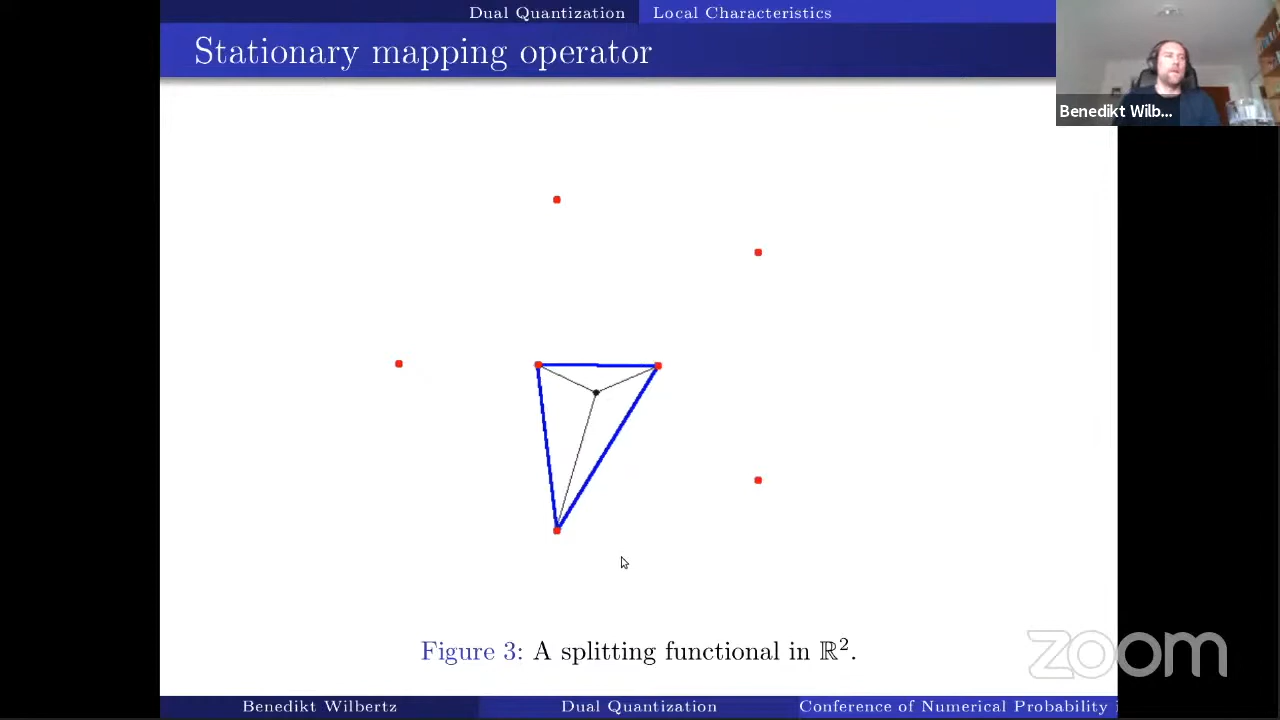 Dual Quantization Local Characteristics
Stationary mapping operator
Benedikt Wilb...
Figure 3: A splitting functional in ℝ².
zoom
Benedikt Wilbertz Dual Quantization Conference of Numerical Probability i